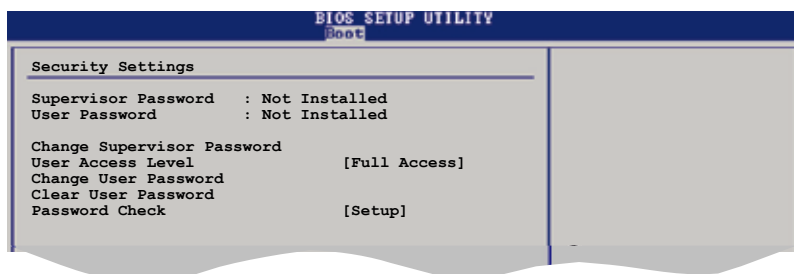 BIOS SETUP UTILITY
Boot
Security Settings
Supervisor Password : Not Installed
User Password : Not Installed
Change Supervisor Password
User Access Level [Full Access]
Change User Password
Clear User Password
Password Check [Setup]